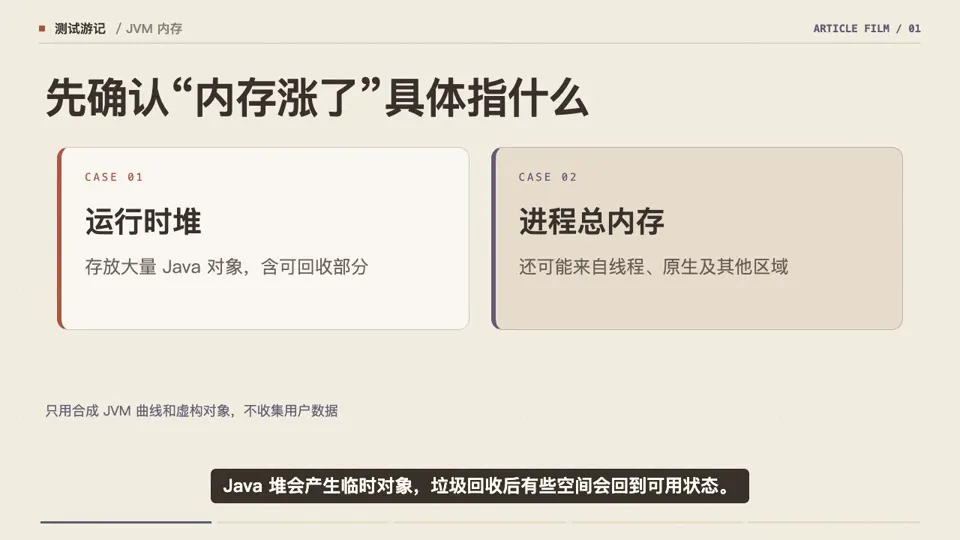 测试游记 / JVM 内存
ARTICLE FILM / 01
先确认“内存涨了”具体指什么
CASE 01
运行时堆
存放大量 Java 对象，含可回收部分
CASE 02
进程总内存
还可能来自线程、原生及其他区域
只用合成 JVM 曲线和虚构对象，不收集用户数据
Java 堆会产生临时对象，垃圾回收后有些空间会回到可用状态。